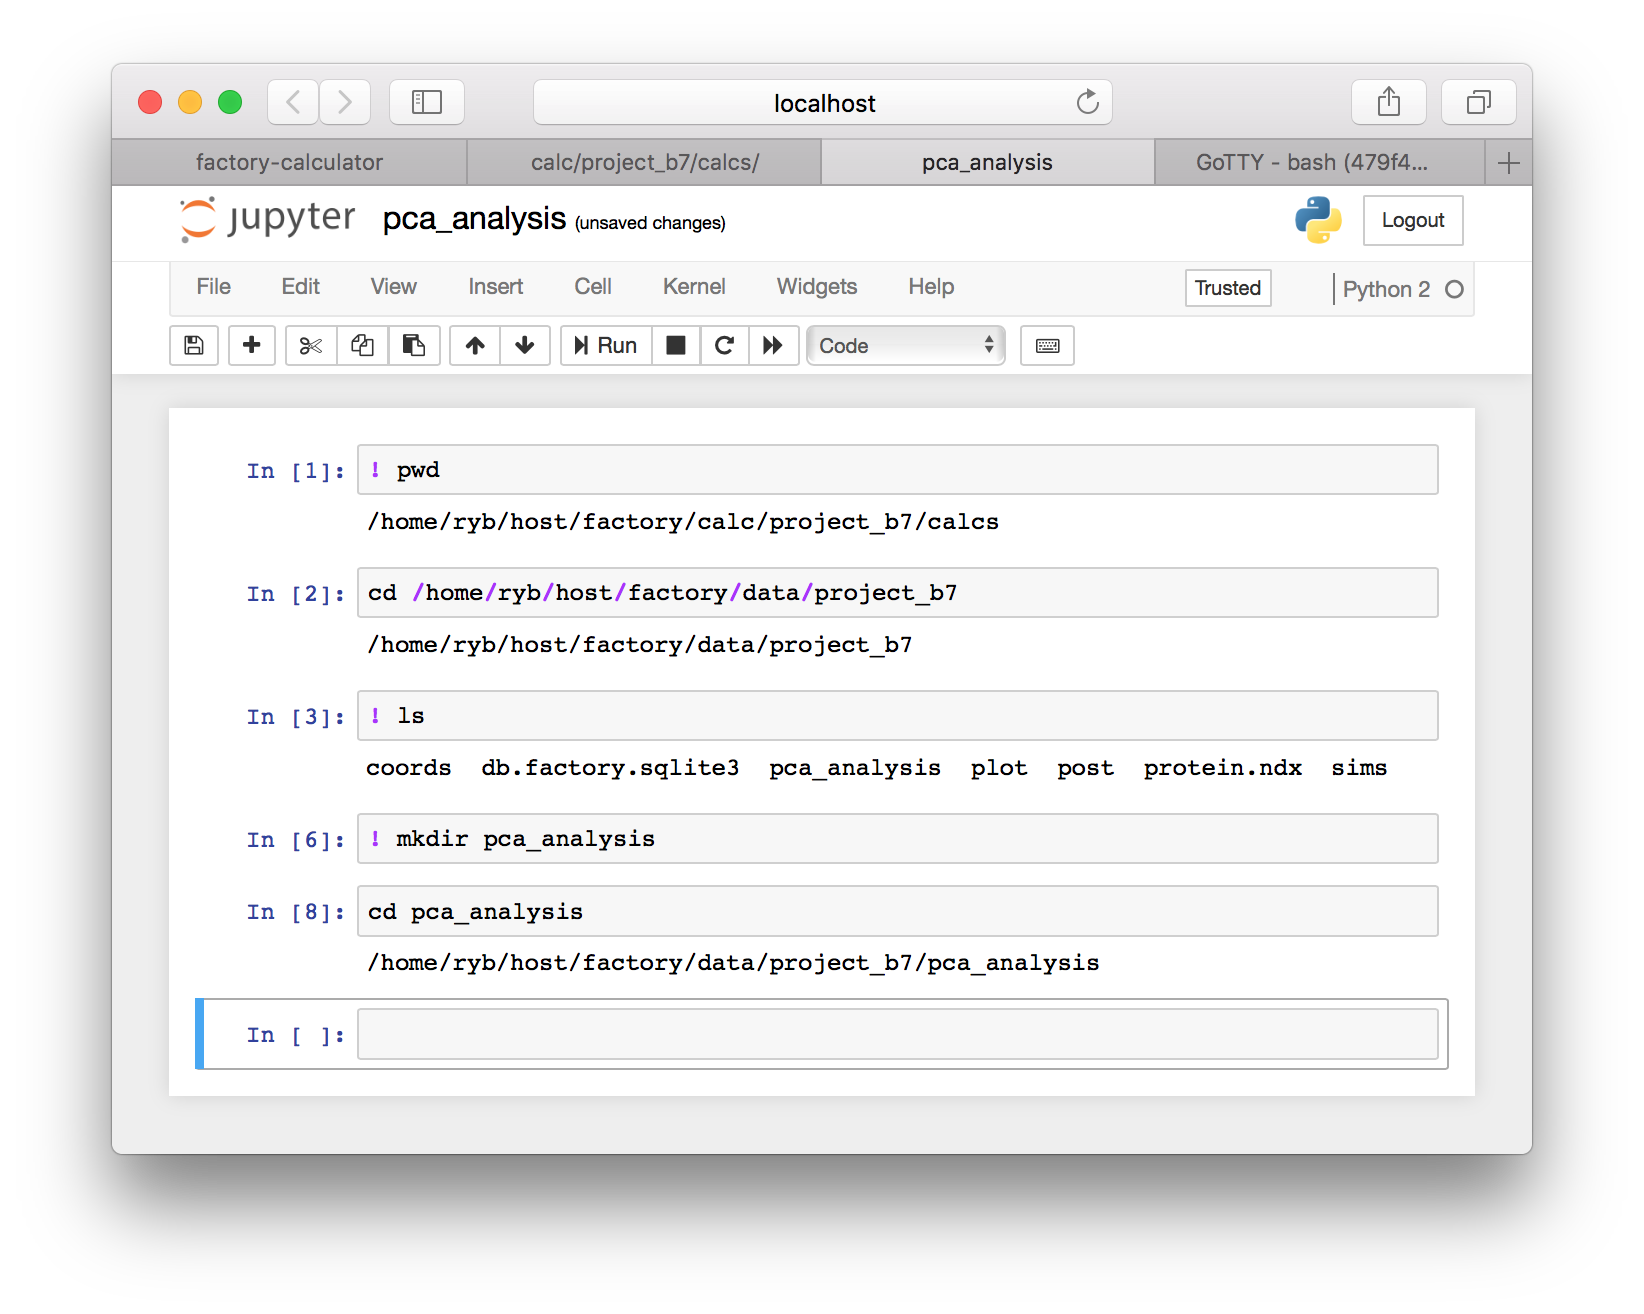 localhost
factory-calculator calc/project_b7/calcs/ pca_analysis GoTTY - bash (479f4...
jupyter pca_analysis (unsaved changes) Logout
File Edit View Insert Cell Kernel Widgets Help Trusted Python 2
Run Code
In [1]: ! pwd
/home/ryb/host/factory/calc/project_b7/calcs
In [2]: cd /home/ryb/host/factory/data/project_b7
/home/ryb/host/factory/data/project_b7
In [3]: ! ls
coords db.factory.sqlite3 pca_analysis plot post protein.ndx sims
In [6]: ! mkdir pca_analysis
In [8]: cd pca_analysis
/home/ryb/host/factory/data/project_b7/pca_analysis
In [ ]: